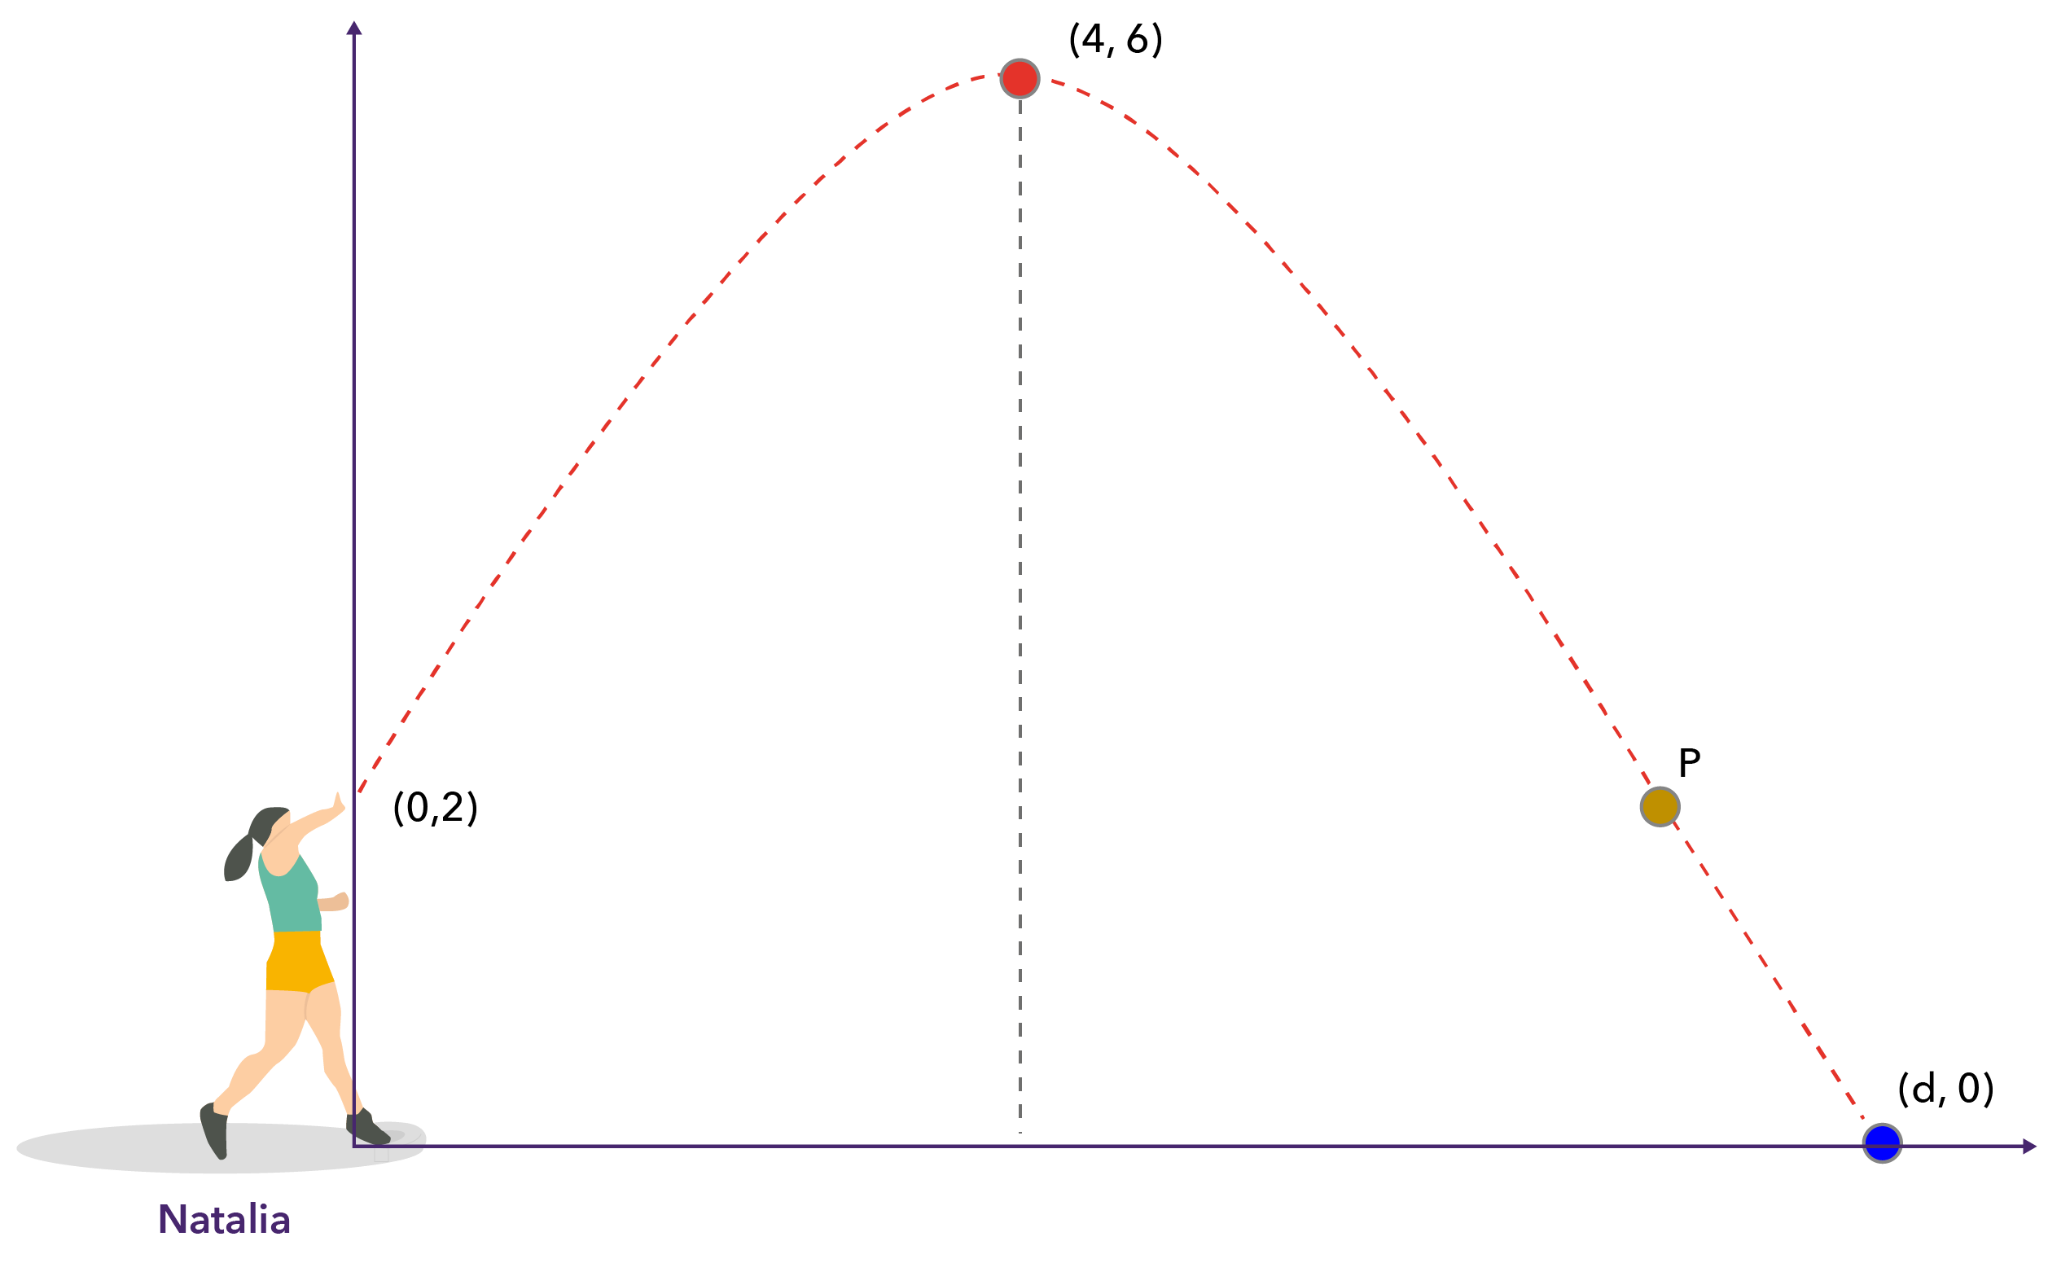 (4, 6)
P
(0,2)
(d, 0)
Natalia